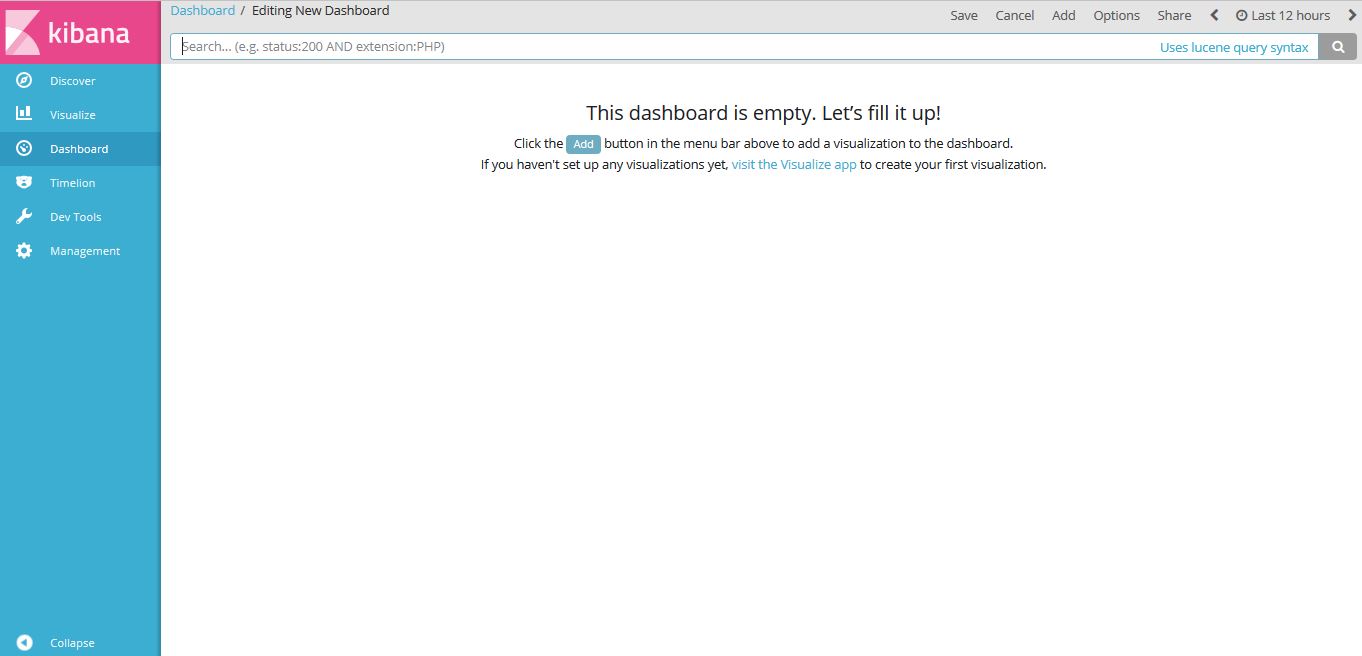 kibana
Discover
Visualize
Dashboard
Timelion
Dev Tools
Management
Collapse
Dashboard / Editing New Dashboard
Save Cancel Add Options Share Last 12 hours
Search... (e.g. status:200 AND extension:PHP) Uses lucene query syntax
This dashboard is empty. Let’s fill it up!
Click the Add button in the menu bar above to add a visualization to the dashboard.
If you haven't set up any visualizations yet, visit the Visualize app to create your first visualization.